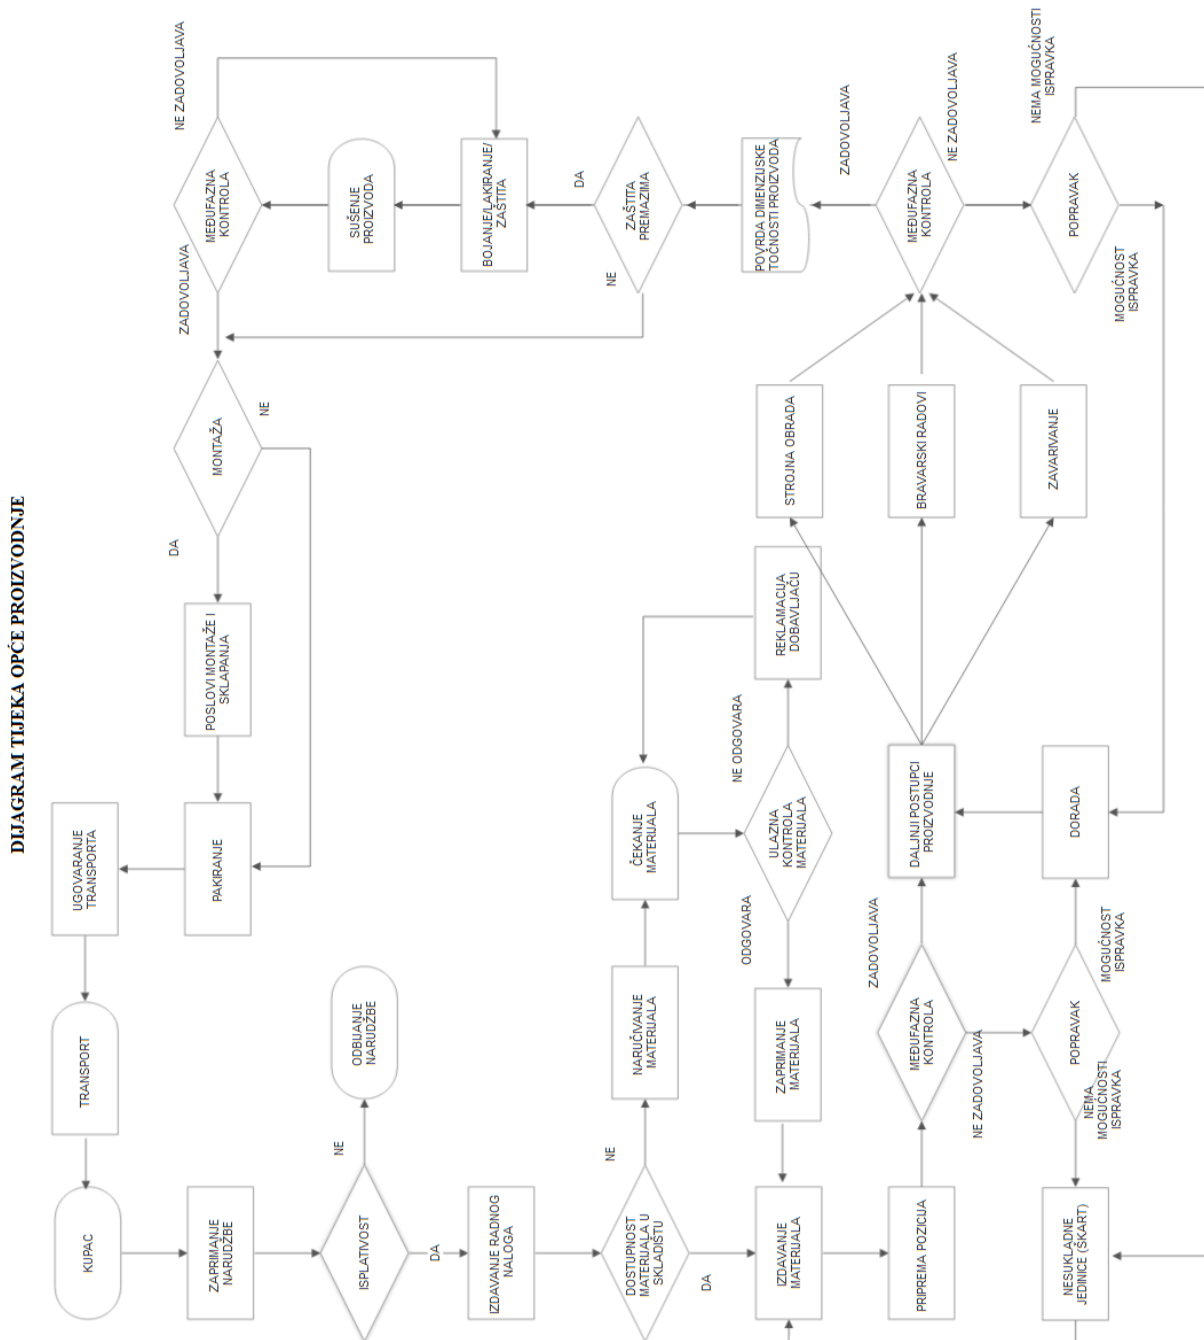 DIJAGRAM TIJEKA OPĆE PROIZVODNJE
KUPAC
TRANSPORT
UGOVARANJE
TRANSPORTA
ZAPRIMANJE
NARUDŽBE
PAKIRANJE
POSLOVI MONTAŽE I
SKLAPANJA
DA
MONTAŽA
NE
ZADOVOLJAVA
MEĐUFAZNA
KONTROLA
NE ZADOVOLJAVA
ISPLATIVOST
NE
ODBIJANJE
NARUDŽBE
SUŠENJE
PROIZVODA
DA
IZDAVANJE RADNOG
NALOGA
BOJANJE/LAKIRANJE/
ZAŠTITA
DA
DOSTUPNOST
MATERIJALA U
SKLADIŠTU
NE
NARUČIVANJE
MATERIJALA
ČEKANJE
MATERIJALA
NE
ZAŠTITA
PREMAZIMA
DA
ODGOVARA
ULAZNA
KONTROLA
MATERIJALA
NE ODGOVARA
IZDAVANJE
MATERIJALA
ZAPRIMANJE
MATERIJALA
REKLAMACIJA
DOBAVLJAČU
STROJNA OBRADA
POVRDA DIMENZIJSKE
TOČNOSTI PROIZVODA
ZADOVOLJAVA
ZADOVOLJAVA
PRIPREMA POZICIJA
MEĐUFAZNA
KONTROLA
DALJNJI POSTUPCI
PROIZVODNJE
BRAVARSKI RADOVI
MEĐUFAZNA
KONTROLA
NE ZADOVOLJAVA
NE ZADOVOLJAVA
NESUKLADNE
JEDINICE (ŠKART)
NEMA
MOGUĆNOSTI
ISPRAVKA
POPRAVAK
MOGUĆNOST
ISPRAVKA
DORADA
ZAVARIVANJE
POPRAVAK
NEMA MOGUĆNOSTI
ISPRAVKA
MOGUĆNOST
ISPRAVKA